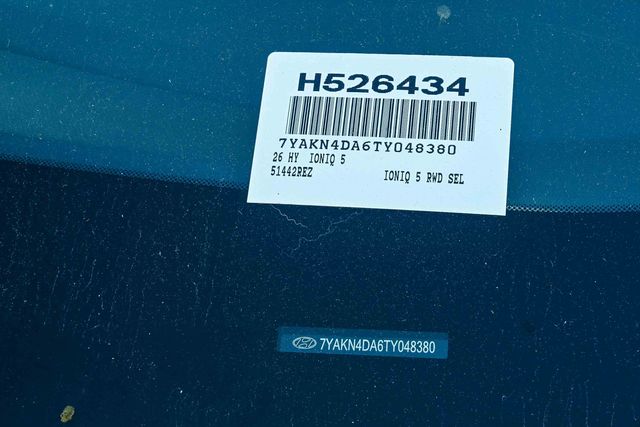 H526434
7YAKN4DA6TY048380
26 HY IONIQ 5
51442REZ IONIQ 5 RWD SEL
7YAKN4DA6TY048380